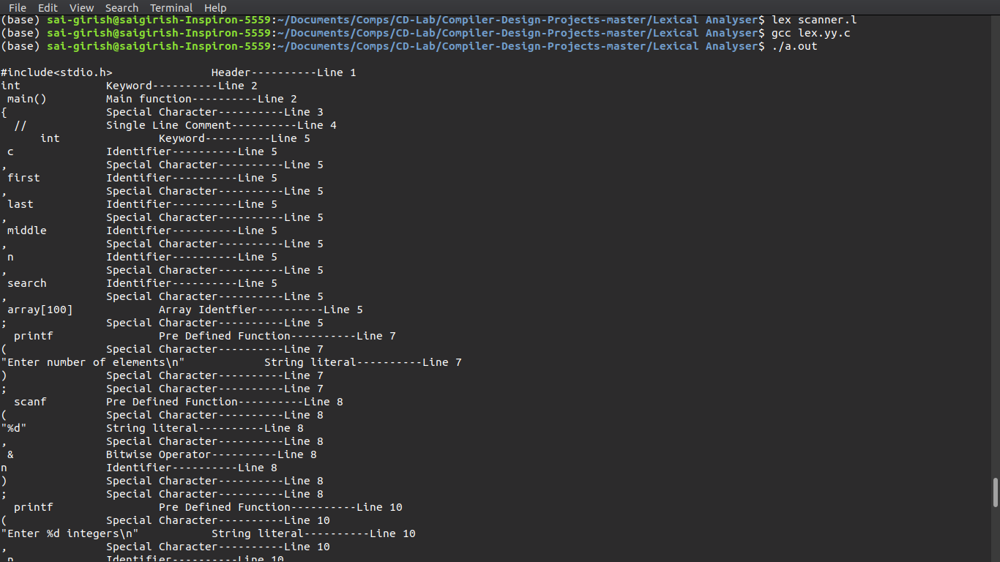 File Edit View Search Terminal Help
(base) sai-girish@saigirish-Inspiron-5559:~/Documents/Comps/CD-Lab/Compiler-Design-Projects-master/Lexical Analyser$ lex scanner.l
(base) sai-girish@saigirish-Inspiron-5559:~/Documents/Comps/CD-Lab/Compiler-Design-Projects-master/Lexical Analyser$ gcc lex.yy.c
(base) sai-girish@saigirish-Inspiron-5559:~/Documents/Comps/CD-Lab/Compiler-Design-Projects-master/Lexical Analyser$ ./a.out
#include<stdio.h>               Header----------Line 1
int             Keyword----------Line 2
 main()         Main function----------Line 2
{               Special Character----------Line 3
  //            Single Line Comment----------Line 4
      int               Keyword----------Line 5
 c              Identifier----------Line 5
,               Special Character----------Line 5
 first          Identifier----------Line 5
,               Special Character----------Line 5
 last           Identifier----------Line 5
,               Special Character----------Line 5
 middle         Identifier----------Line 5
,               Special Character----------Line 5
 n              Identifier----------Line 5
,               Special Character----------Line 5
 search         Identifier----------Line 5
,               Special Character----------Line 5
 array[100]             Array Identfier----------Line 5
;               Special Character----------Line 5
  printf                Pre Defined Function----------Line 7
(               Special Character----------Line 7
"Enter number of elements\n"            String literal----------Line 7
)               Special Character----------Line 7
;               Special Character----------Line 7
  scanf         Pre Defined Function----------Line 8
(               Special Character----------Line 8
"%d"            String literal----------Line 8
,               Special Character----------Line 8
 &              Bitwise Operator----------Line 8
n               Identifier----------Line 8
)               Special Character----------Line 8
;               Special Character----------Line 8
  printf                Pre Defined Function----------Line 10
(               Special Character----------Line 10
"Enter %d integers\n"           String literal----------Line 10
,               Special Character----------Line 10
 n              Identifier----------Line 10